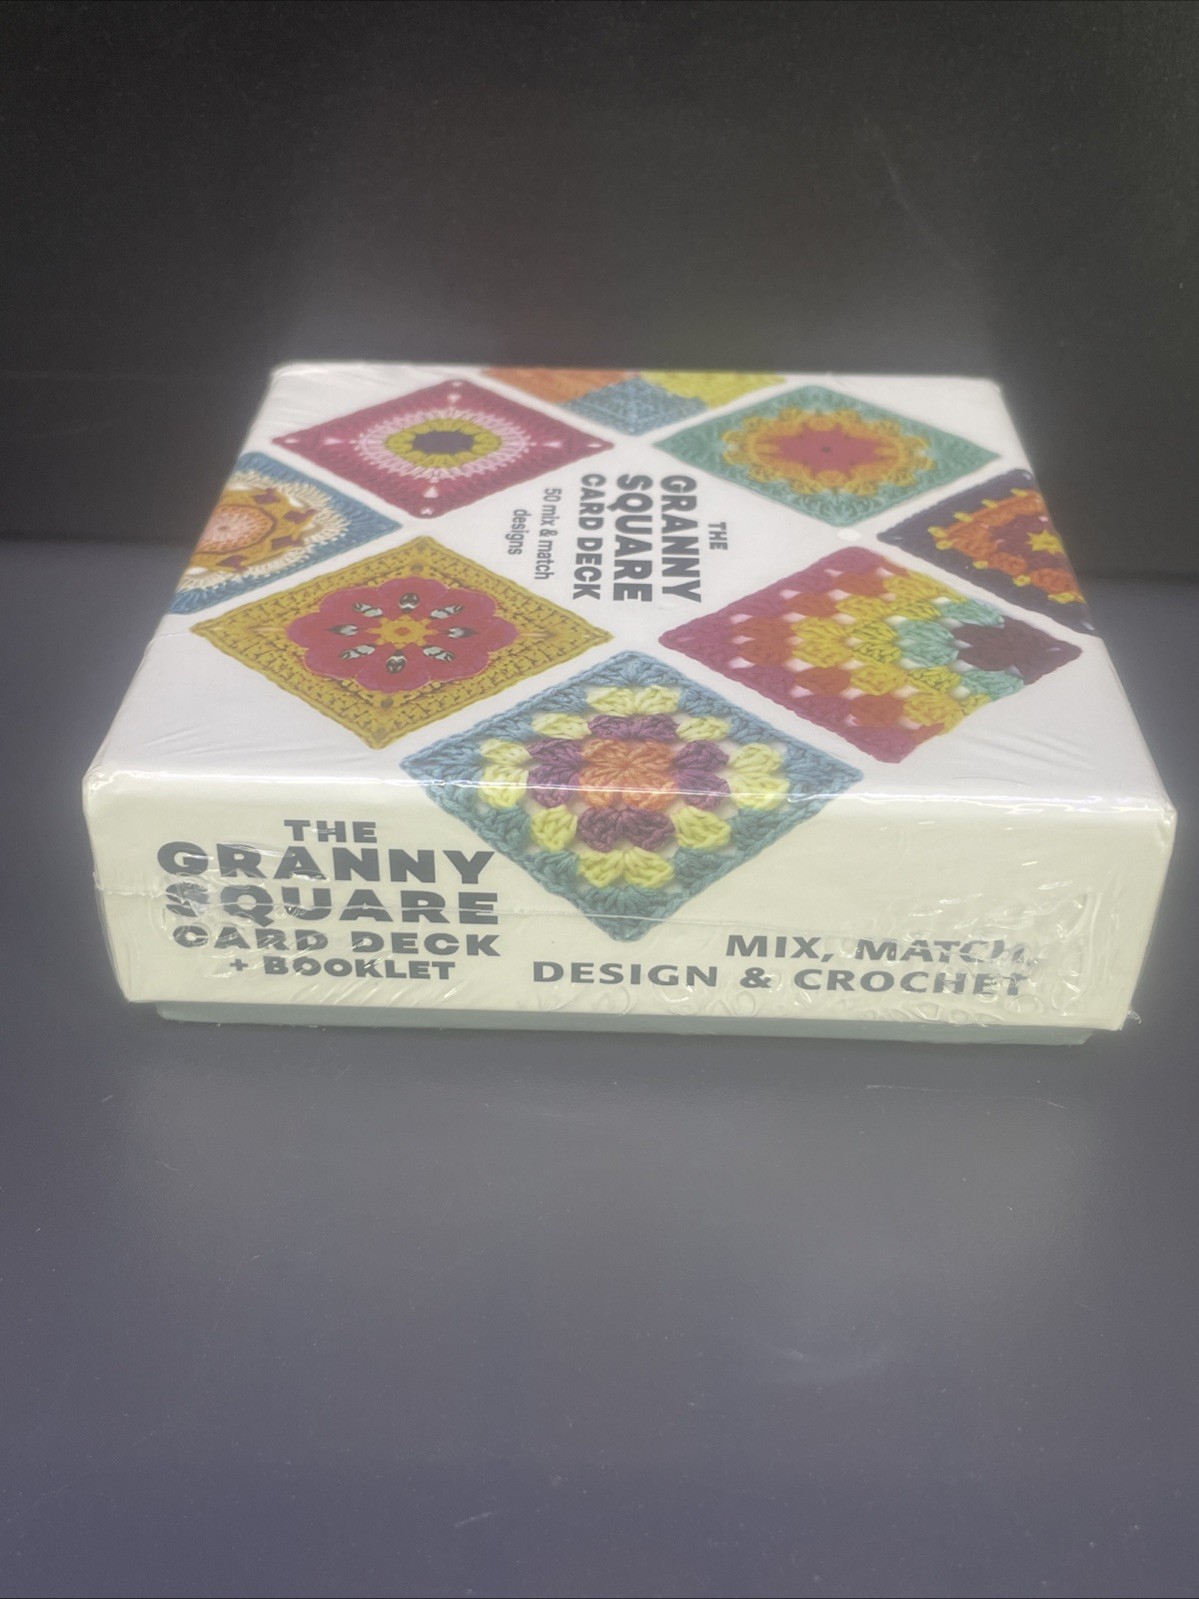 THE
GRANNY
SQUARE
CARD DECK
50 mix & match
designs
THE
GRANNY
SQUARE
CARD DECK
+ BOOKLET
MIX, MATCH,
DESIGN & CROCHET